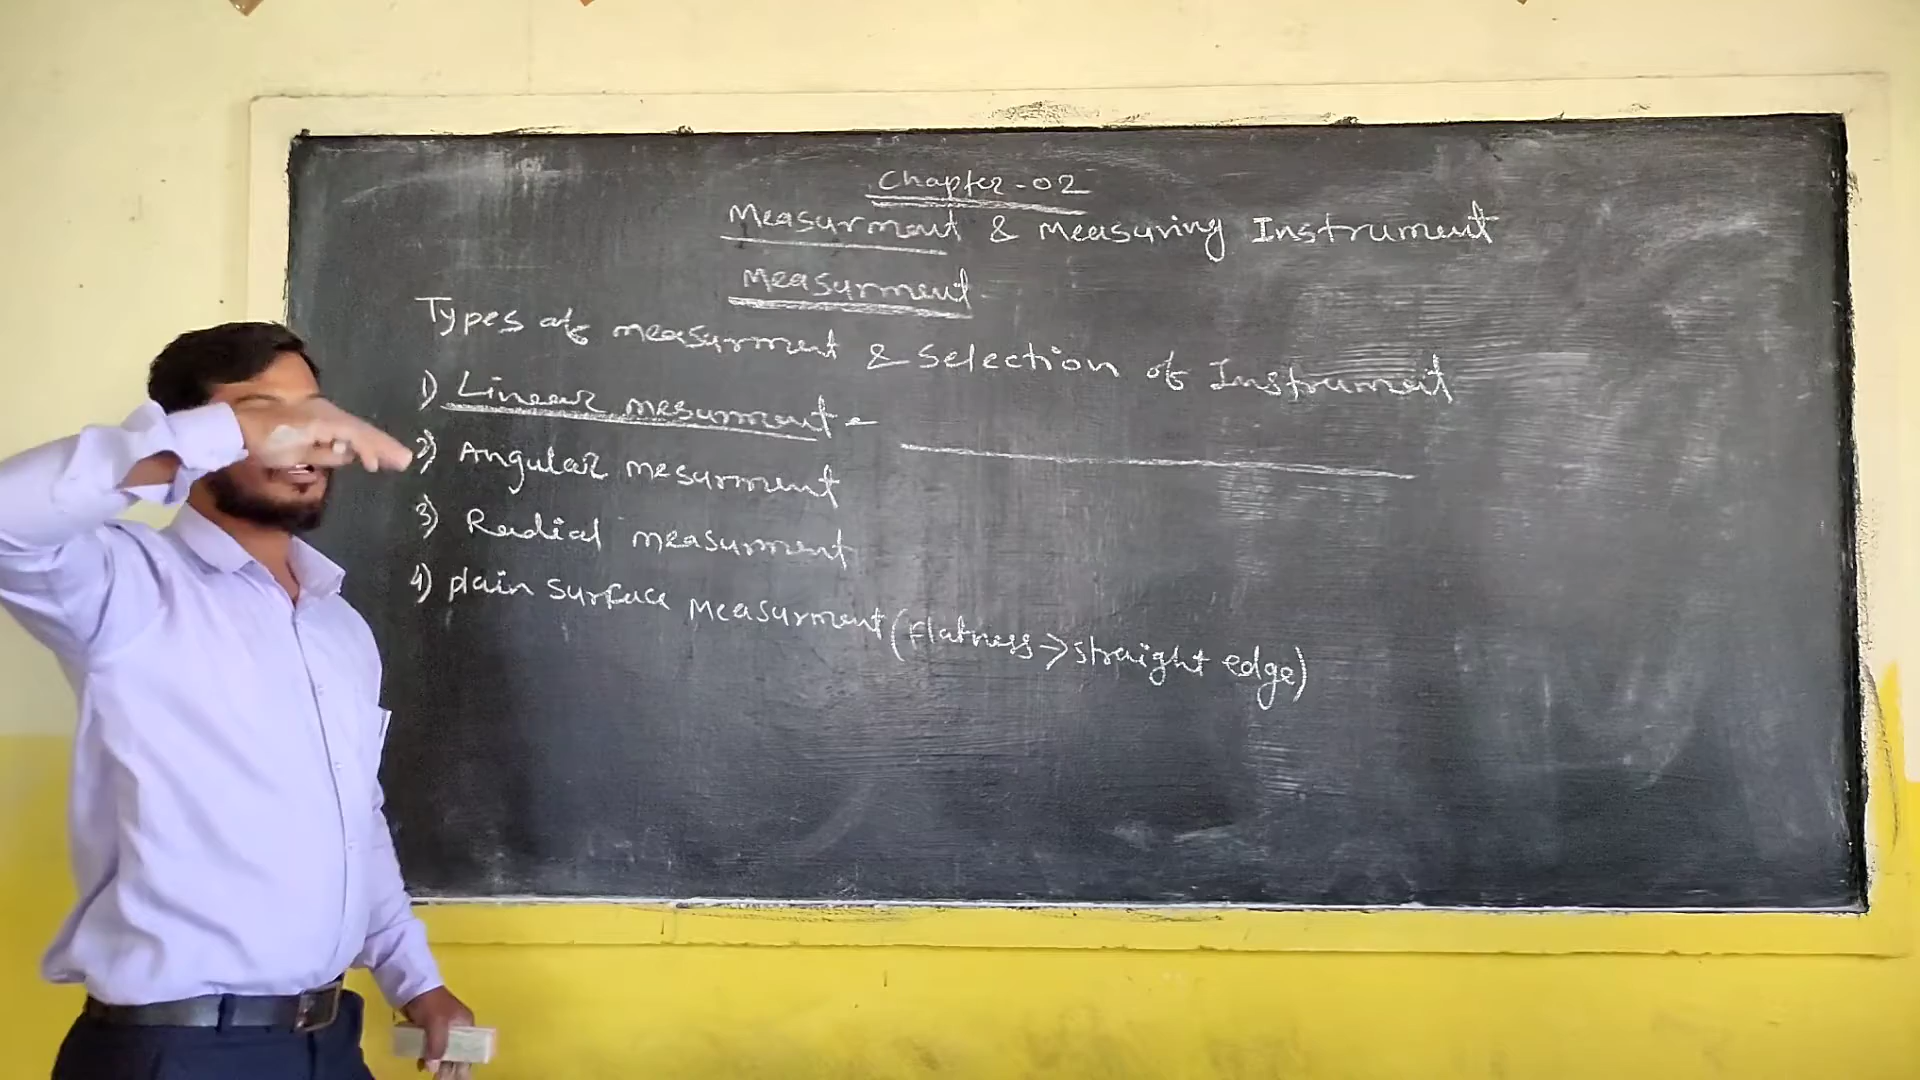 Chapter-02
Measurment & Measuring Instrument
Measurment
Types of measurment & Selection of Instrument
1) Linear mesurment-
2) Angular mesurment
3) Radial measurment
4) plain surface Measurment (flatness → straight edge)